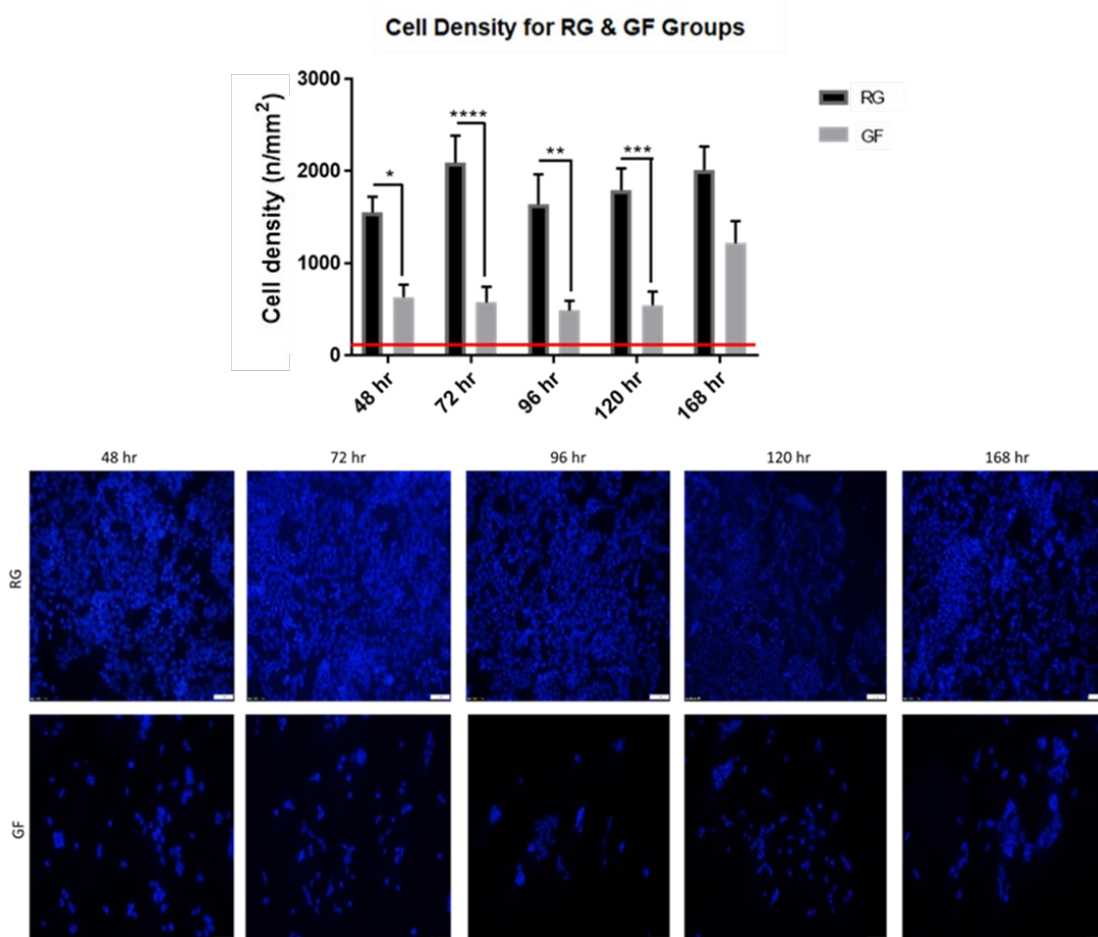 Cell Density for RG & GF Groups
Cell density (n/mm²)
3000
2000
1000
0
*
****
**
***
RG
GF
48 hr
72 hr
96 hr
120 hr
168 hr
48 hr
72 hr
96 hr
120 hr
168 hr
RG
GF